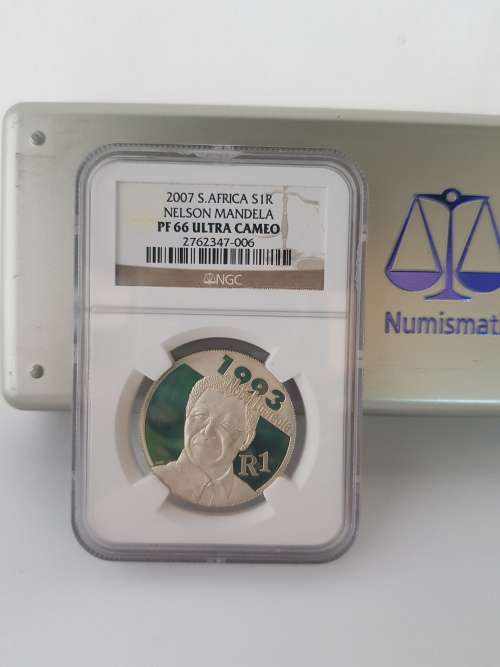 2007 S.AFRICA S1R
NELSON MANDELA
PF 66 ULTRA CAMEO
2762347-006
NGC
Numismat
1993
R1